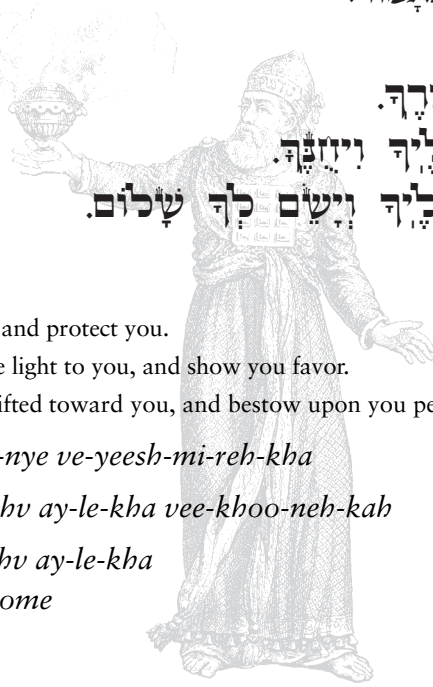 לֶיךָ וִיחֻנֶּךָּ.
לֶיךָ וְיָשֵׂם לְךָ שָׁלוֹם.
and protect you.
light to you, and show you favor.
ifted toward you, and bestow upon you pe
-nye ve-yeesh-mi-reh-kha
hv ay-le-kha vee-khoo-neh-kah
hv ay-le-kha
ome